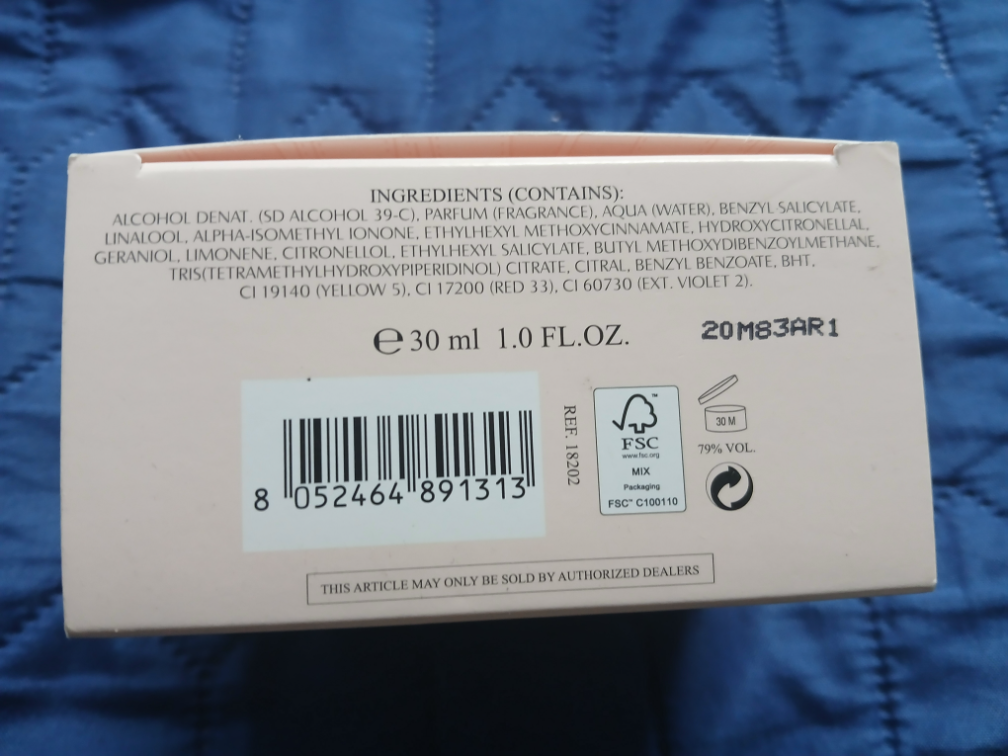 INGREDIENTS (CONTAINS):
ALCOHOL DENAT. (SD ALCOHOL 39-C), PARFUM (FRAGRANCE), AQUA (WATER), BENZYL SALICYLATE,
LINALOOL, ALPHA-ISOMETHYL IONONE, ETHYLHEXYL METHOXYCINNAMATE, HYDROXYCITRONELLAL,
GERANIOL, LIMONENE, CITRONELLOL, ETHYLHEXYL SALICYLATE, BUTYL METHOXYDIBENZOYLMETHANE,
TRIS(TETRAMETHYLHYDROXYPIPERIDINOL) CITRATE, CITRAL, BENZYL BENZOATE, BHT.
CI 19140 (YELLOW 5), CI 17200 (RED 33), CI 60730 (EXT. VIOLET 2).
℮ 30 ml 1.0 FL.OZ.
20M83AR1
8 052464 891313
REF. 18202
FSC™
www.fsc.org
MIX
Packaging
FSC™ C100110
30 M
79% VOL.
THIS ARTICLE MAY ONLY BE SOLD BY AUTHORIZED DEALERS